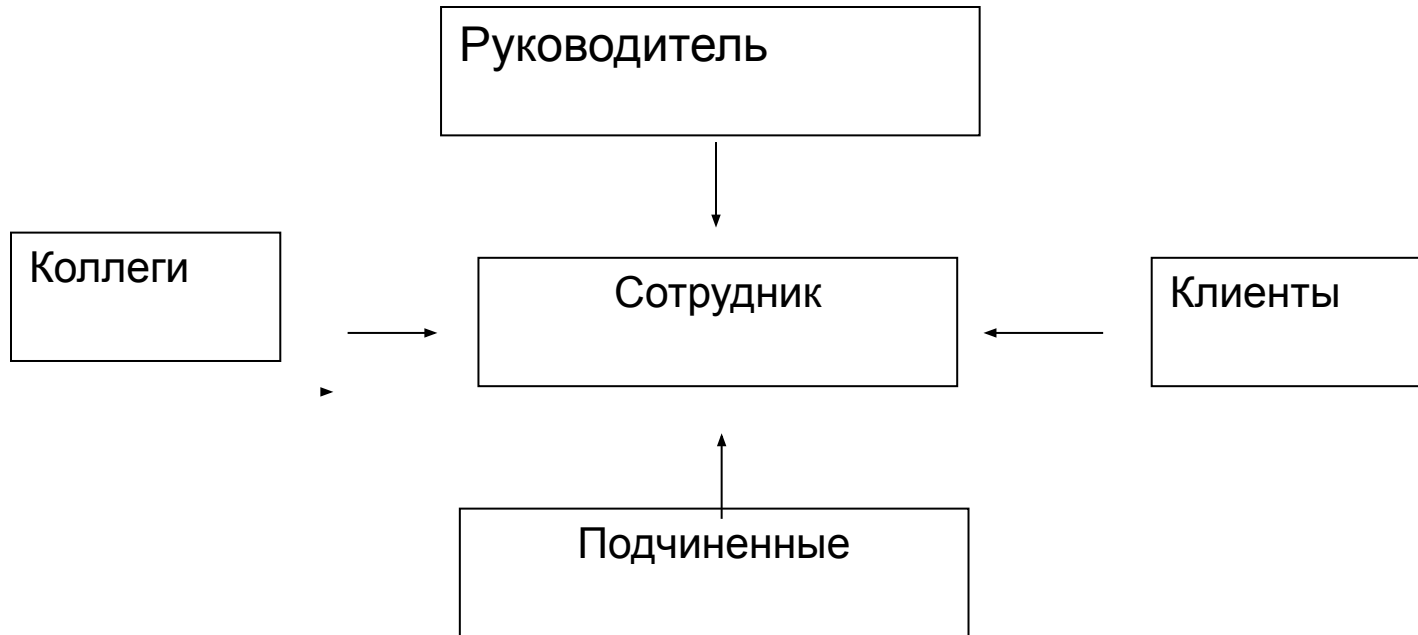 Руководитель
Коллеги
Сотрудник
Клиенты
Подчиненные